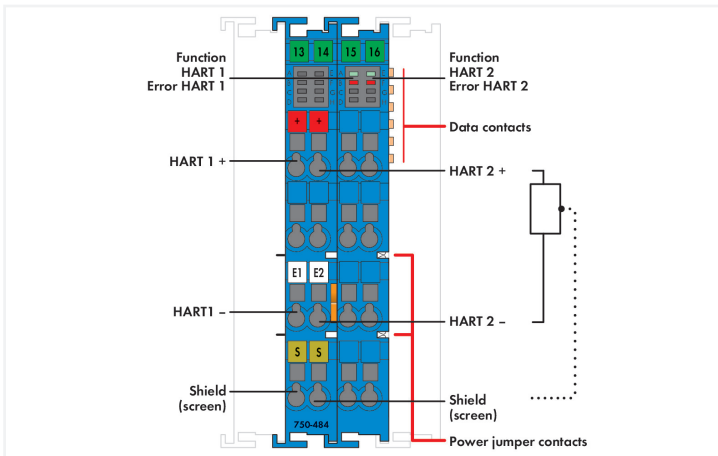 13 14 15 16
Function
HART 1
Error HART 1
Function
HART 2
Error HART 2
+ +
Data contacts
HART 1 +
HART 2 +
E1 E2
HART1 –
HART 2 –
S S
Shield
(screen)
Shield
(screen)
750-484
Power jumper contacts